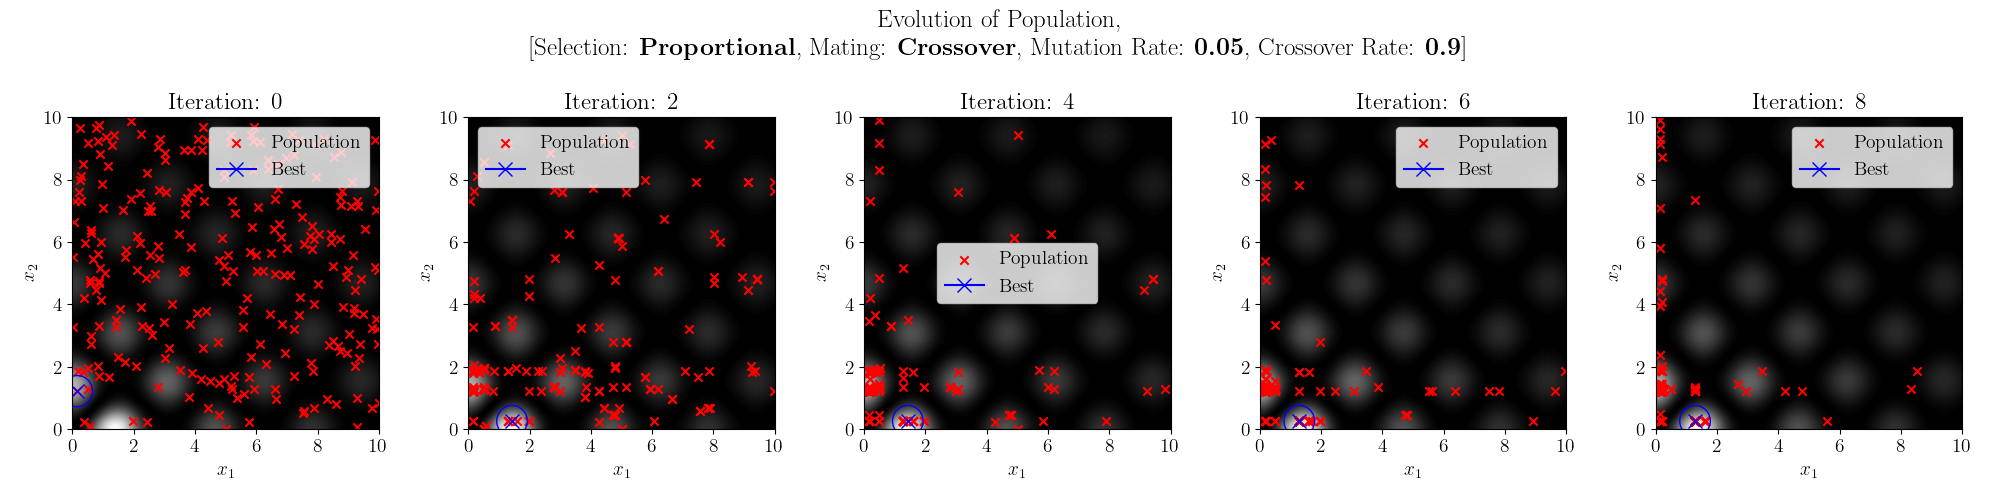 Evolution of Population,
[Selection: Proportional, Mating: Crossover, Mutation Rate: 0.05, Crossover Rate: 0.9]
Iteration: 0
10
8
6
4
2
0
x2
Population
Best
0 2 4 6 8 10
x1
Iteration: 2
10
8
6
4
2
0
x2
Population
Best
0 2 4 6 8 10
x1
Iteration: 4
10
8
6
4
2
0
x2
Population
Best
0 2 4 6 8 10
x1
Iteration: 6
10
8
6
4
2
0
x2
Population
Best
0 2 4 6 8 10
x1
Iteration: 8
10
8
6
4
2
0
x2
Population
Best
0 2 4 6 8 10
x1